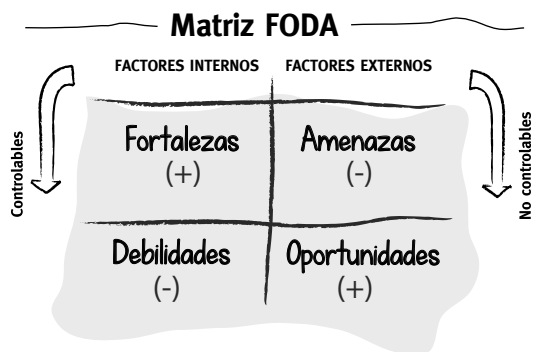 Matriz FODA
FACTORES INTERNOS
FACTORES EXTERNOS
Controlables
No controlables
Fortalezas
(+)
Amenazas
(-)
Debilidades
(-)
Oportunidades
(+)